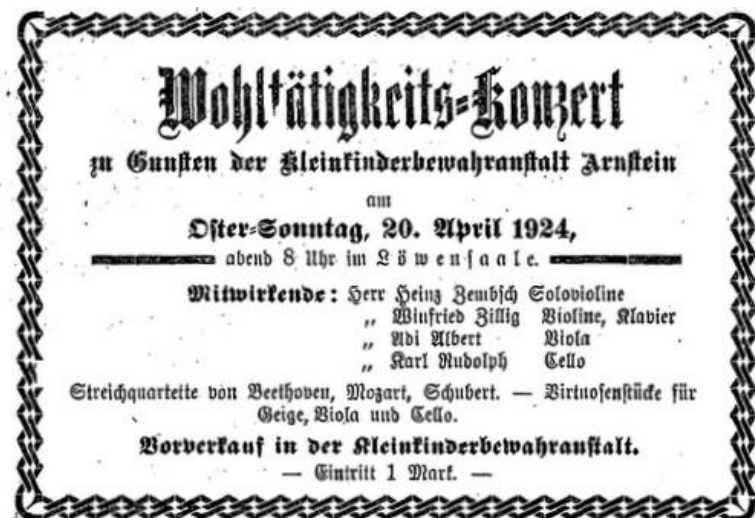 Wohltätigkeits=Konzert
zu Gunsten der Kleinkinderbewahranstalt Arnstein
am
Oster=Sonntag, 20. April 1924,
abend 8 Uhr im Löwensaale.
Mitwirkende: Herr Heinz Zembsch Solovioline
„ Winfried Zillig Violine, Klavier
„ Adi Albert Viola
„ Karl Rudolph Cello
Streichquartette von Beethoven, Mozart, Schubert. — Virtuosenstücke für
Geige, Viola und Cello.
Vorverkauf in der Kleinkinderbewahranstalt.
— Eintritt 1 Mark. —